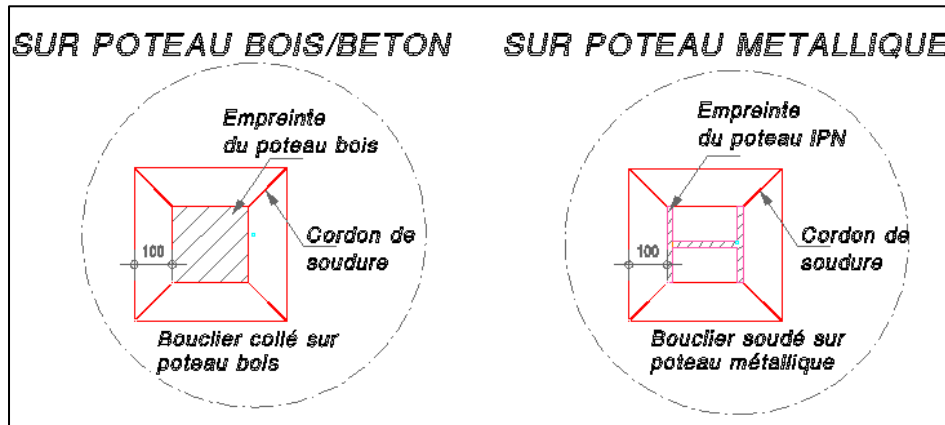 SUR POTEAU BOIS/BETON
Empreinte
du poteau bois
100
Cordon de
soudure
Bouclier collé sur
poteau bois
SUR POTEAU METALLIQUE
Empreinte
du poteau IPN
100
Cordon de
soudure
Bouclier soudé sur
poteau métallique